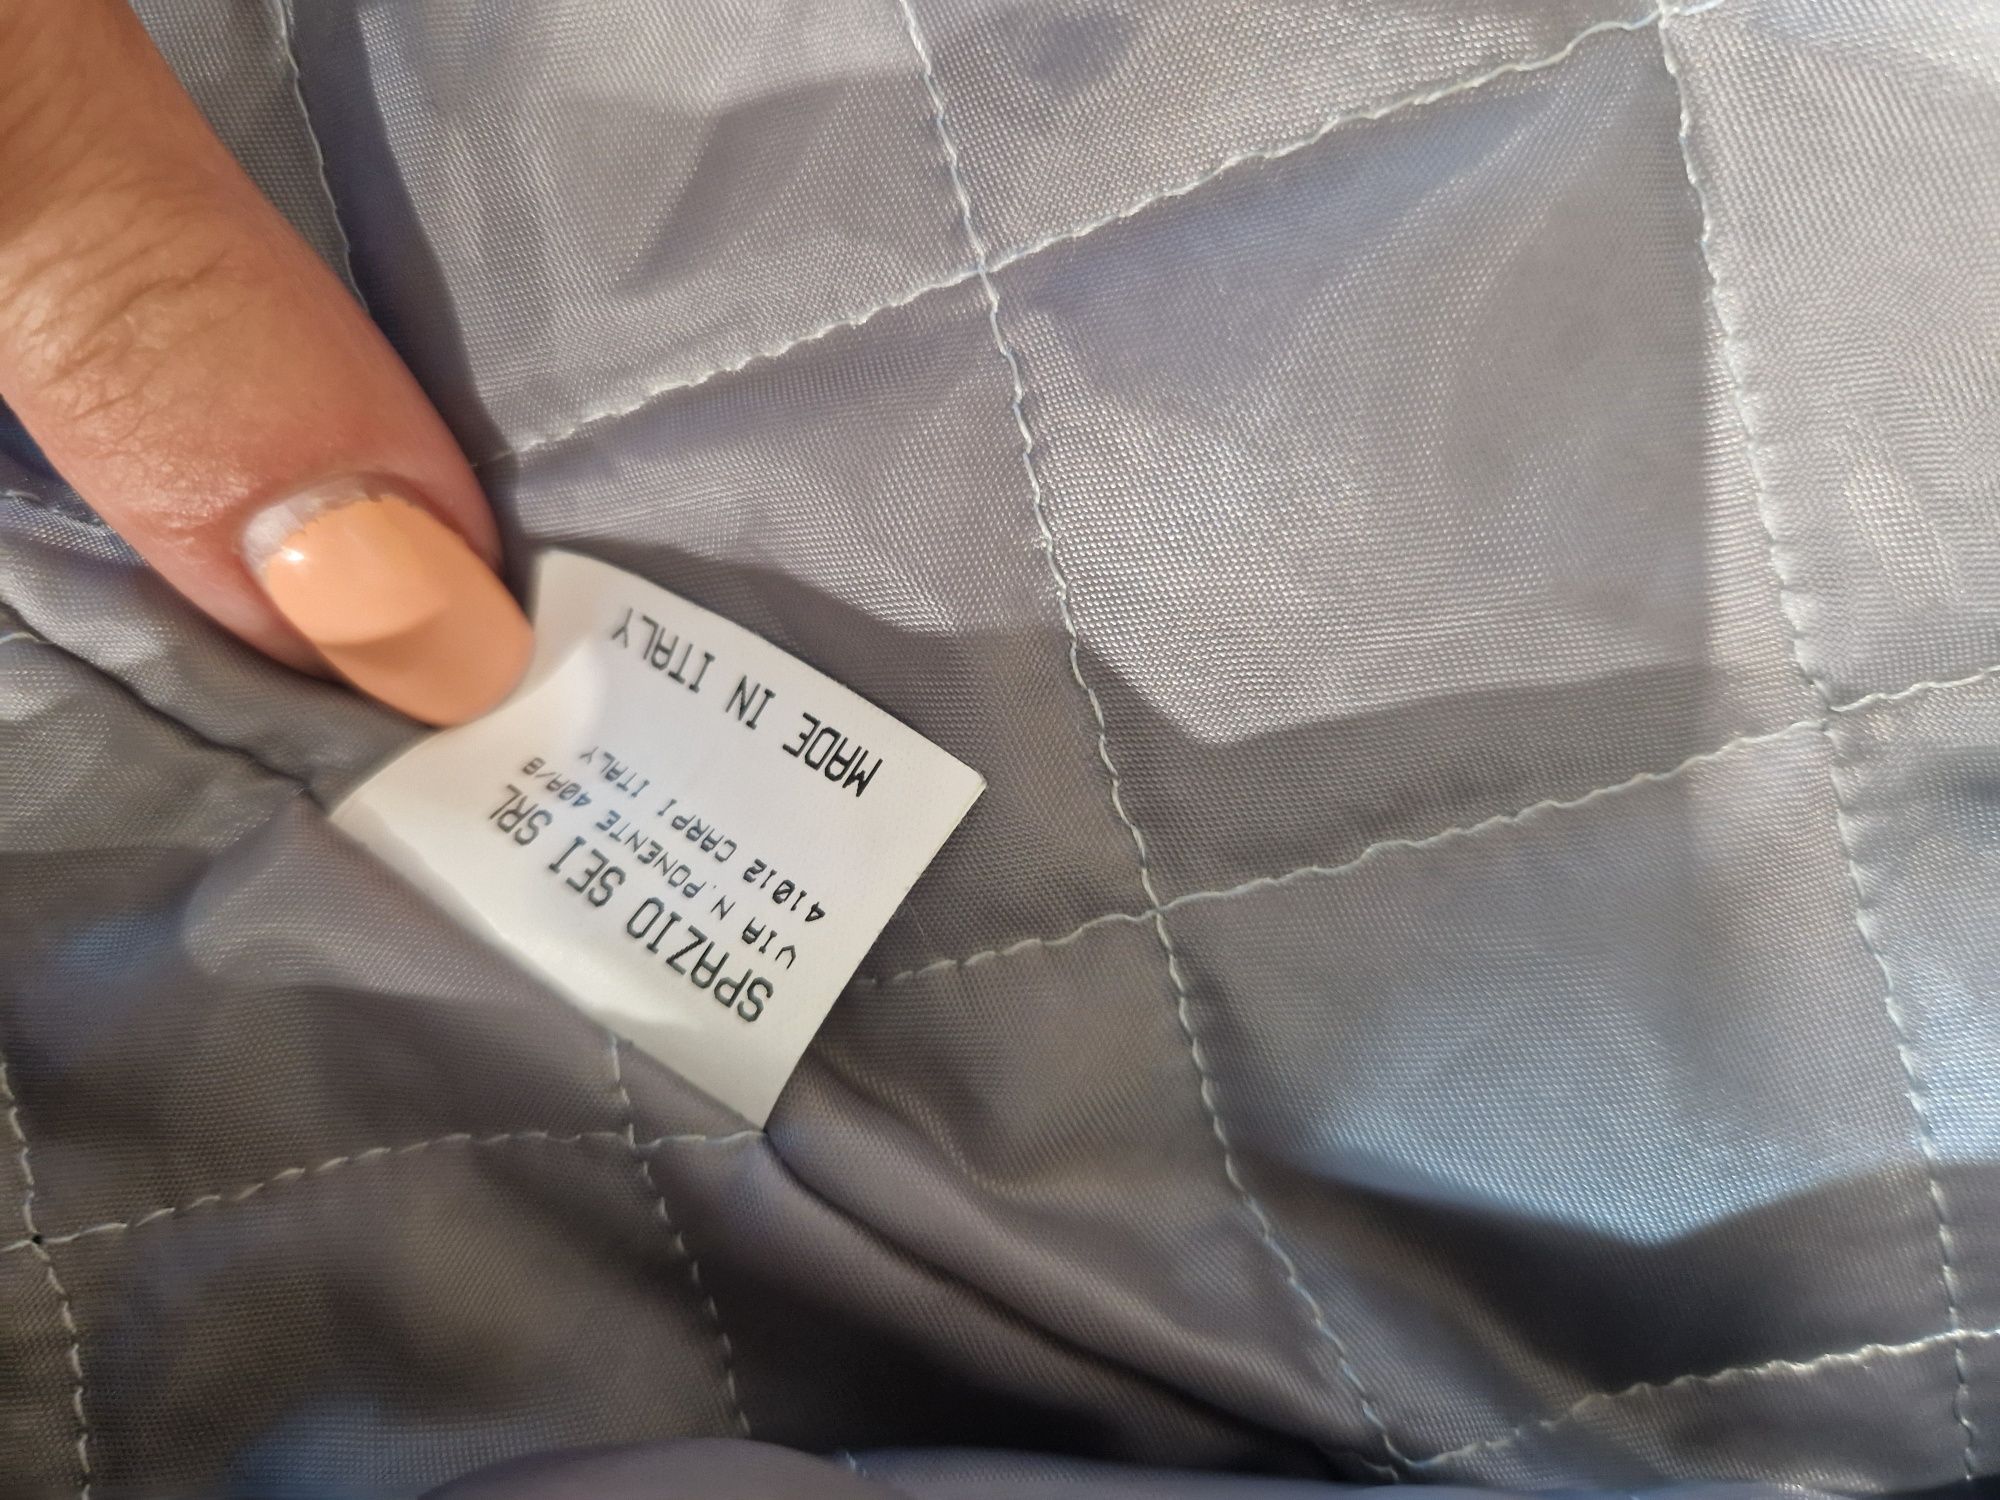 SPAZIO SEI SRL
VIA N.PONENTE 40A/B
41012 CARPI ITALY
MADE IN ITALY